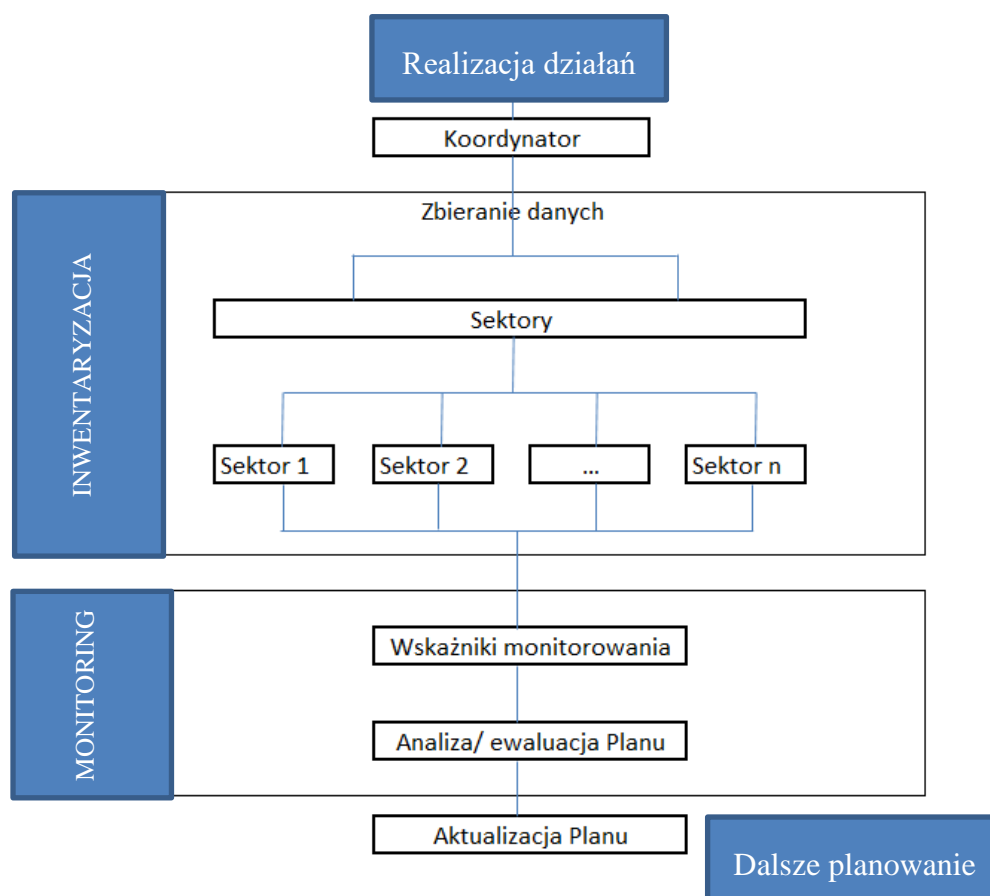 Realizacja działań
Koordynator
INWENTARYZACJA
Zbieranie danych
Sektory
Sektor 1
Sektor 2
...
Sektor n
MONITORING
Wskażniki monitorowania
Analiza/ ewaluacja Planu
Aktualizacja Planu
Dalsze planowanie